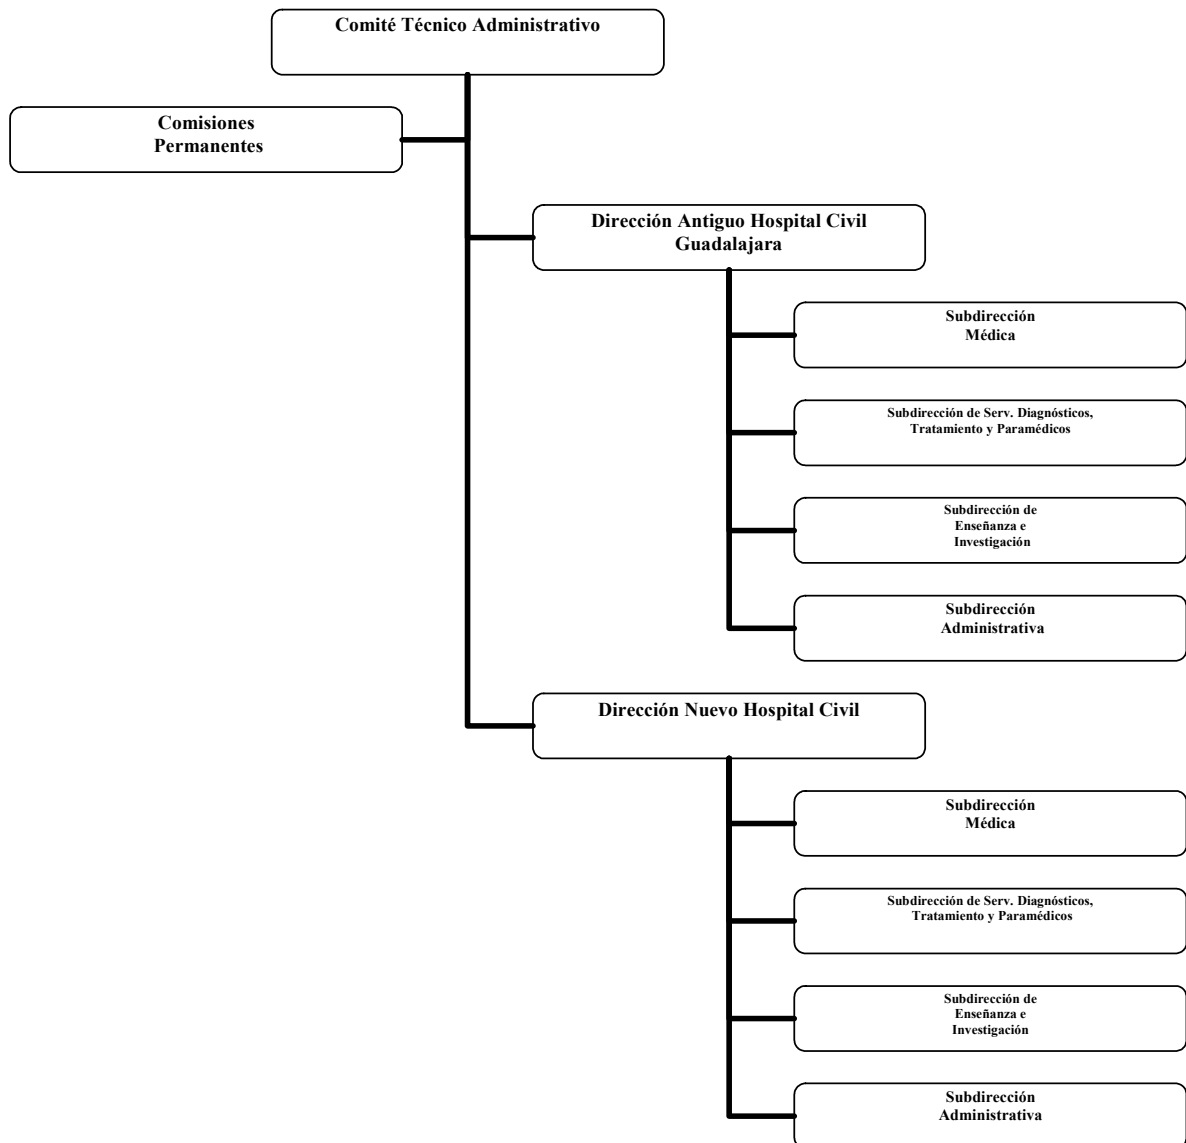 Comité Técnico Administrativo
Comisiones
Permanentes
Dirección Antiguo Hospital Civil
Guadalajara
Subdirección
Médica
Subdirección de Serv. Diagnósticos,
Tratamiento y Paramédicos
Subdirección de
Enseñanza e
Investigación
Subdirección
Administrativa
Dirección Nuevo Hospital Civil
Subdirección
Médica
Subdirección de Serv. Diagnósticos,
Tratamiento y Paramédicos
Subdirección de
Enseñanza e
Investigación
Subdirección
Administrativa